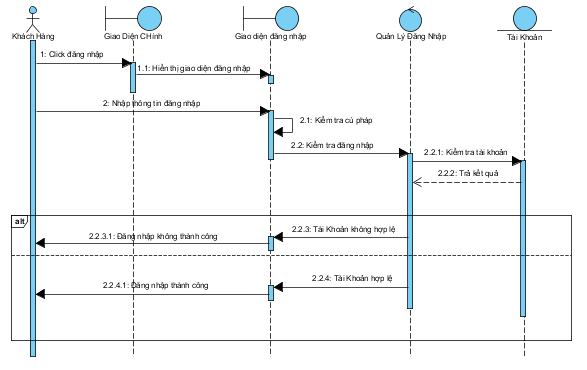 Khách Hàng
Giao Diện CHính
Giao diện đăng nhập
Quản Lý Đăng Nhập
Tài Khoản
1: Click đăng nhập
1.1: Hiển thị giao diện đăng nhập
2: Nhập thông tin đăng nhập
2.1: Kiểm tra cú pháp
2.2: Kiểm tra đăng nhập
2.2.1: Kiểm tra tài khoản
2.2.2: Trả kết quả
alt
2.2.3: Tài Khoản không hợp lệ
2.2.3.1: Đăng nhập không thành công
2.2.4: Tài Khoản hợp lệ
2.2.4.1: Đăng nhập thành công